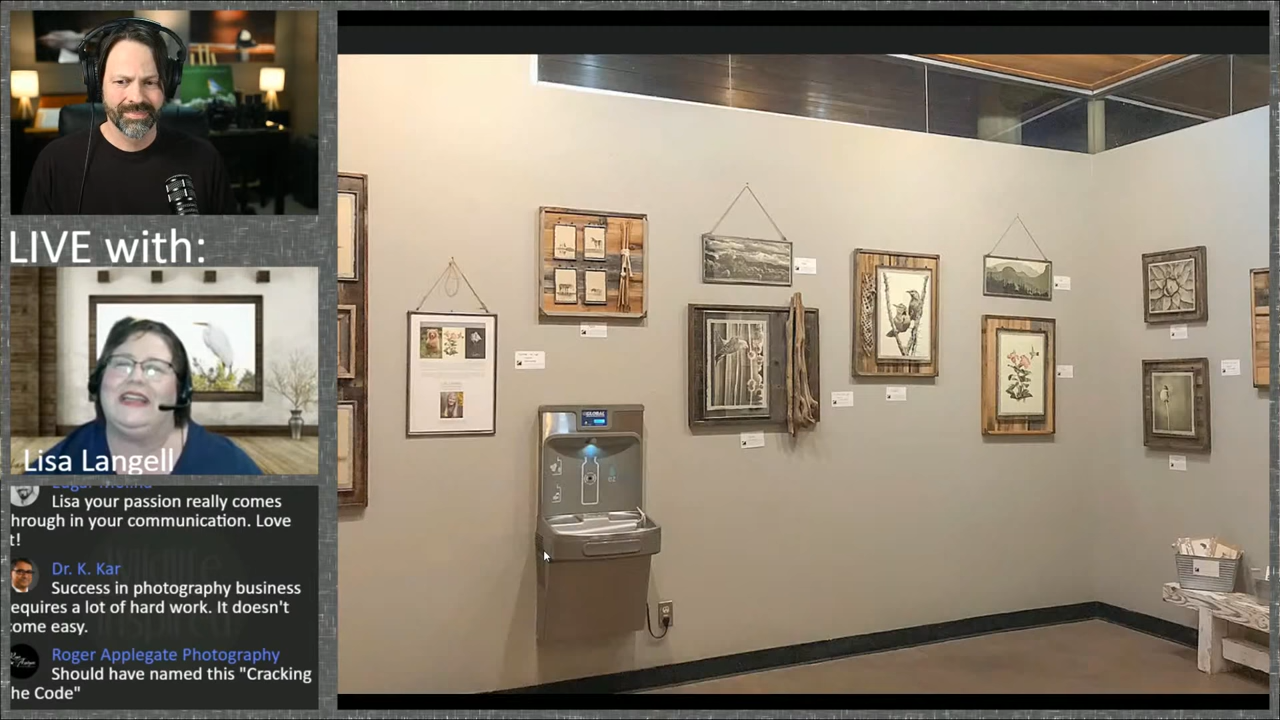 LIVE with:
Lisa Langell
Lisa your passion really comes
hrough in your communication. Love
t!
Dr. K. Kar
Success in photography business
equires a lot of hard work. It doesn't
ome easy.
Roger Applegate Photography
Should have named this "Cracking
he Code"